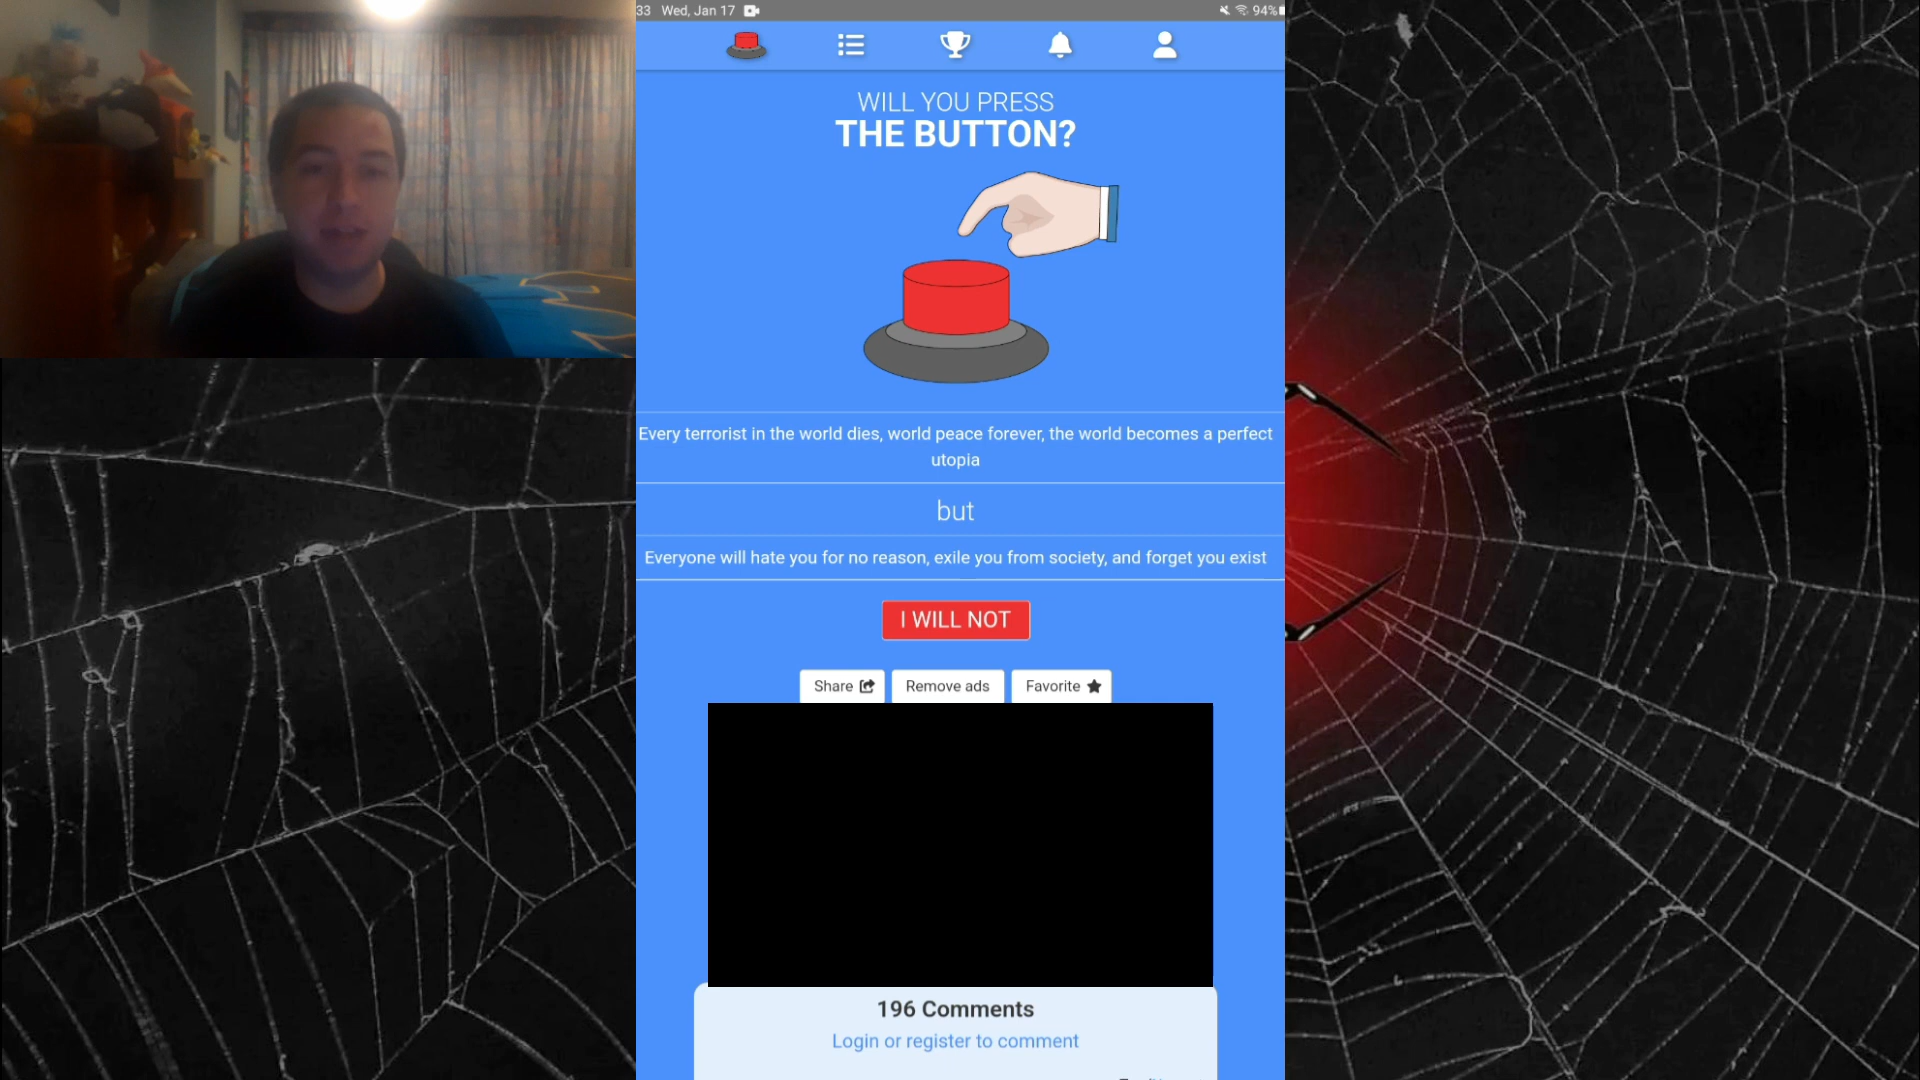 33 Wed, Jan 17
94%
WILL YOU PRESS
THE BUTTON?
Every terrorist in the world dies, world peace forever, the world becomes a perfect
utopia
but
Everyone will hate you for no reason, exile you from society, and forget you exist
I WILL NOT
Share
Remove ads
Favorite
196 Comments
Login or register to comment